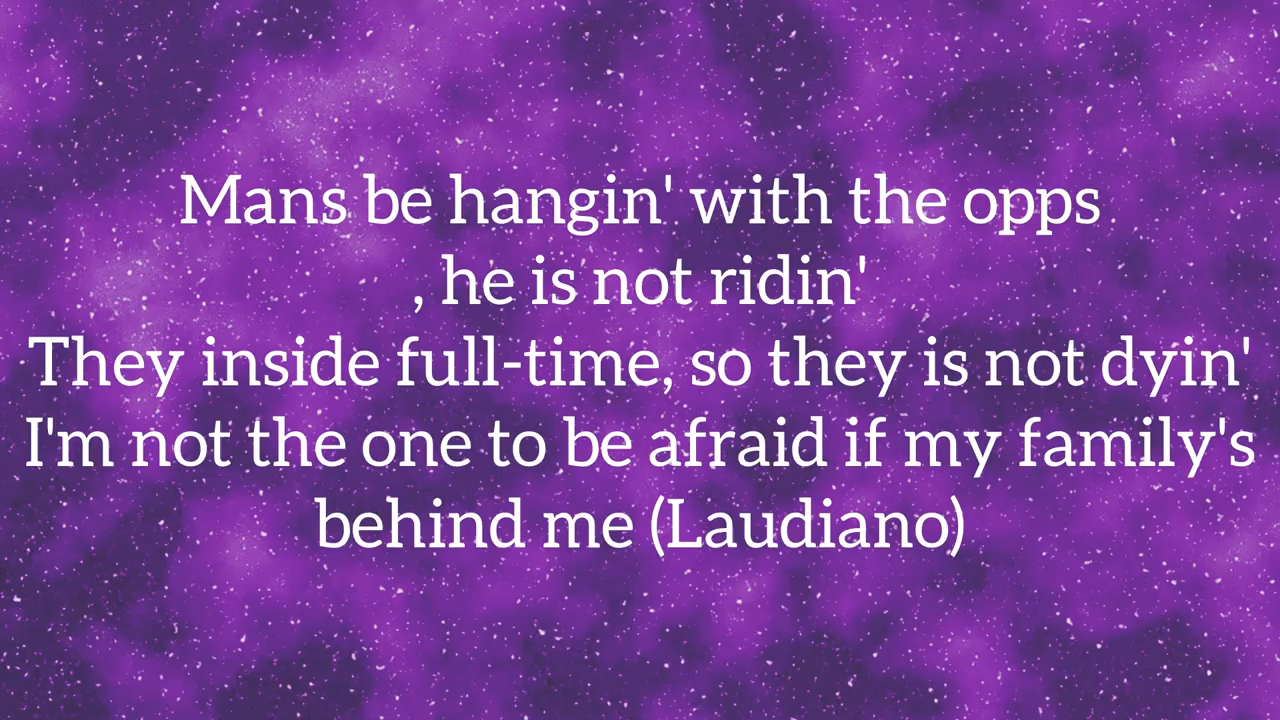 Mans be hangin' with the opps
, he is not ridin'
They inside full-time, so they is not dyin'
I'm not the one to be afraid if my family's
behind me (Laudiano)